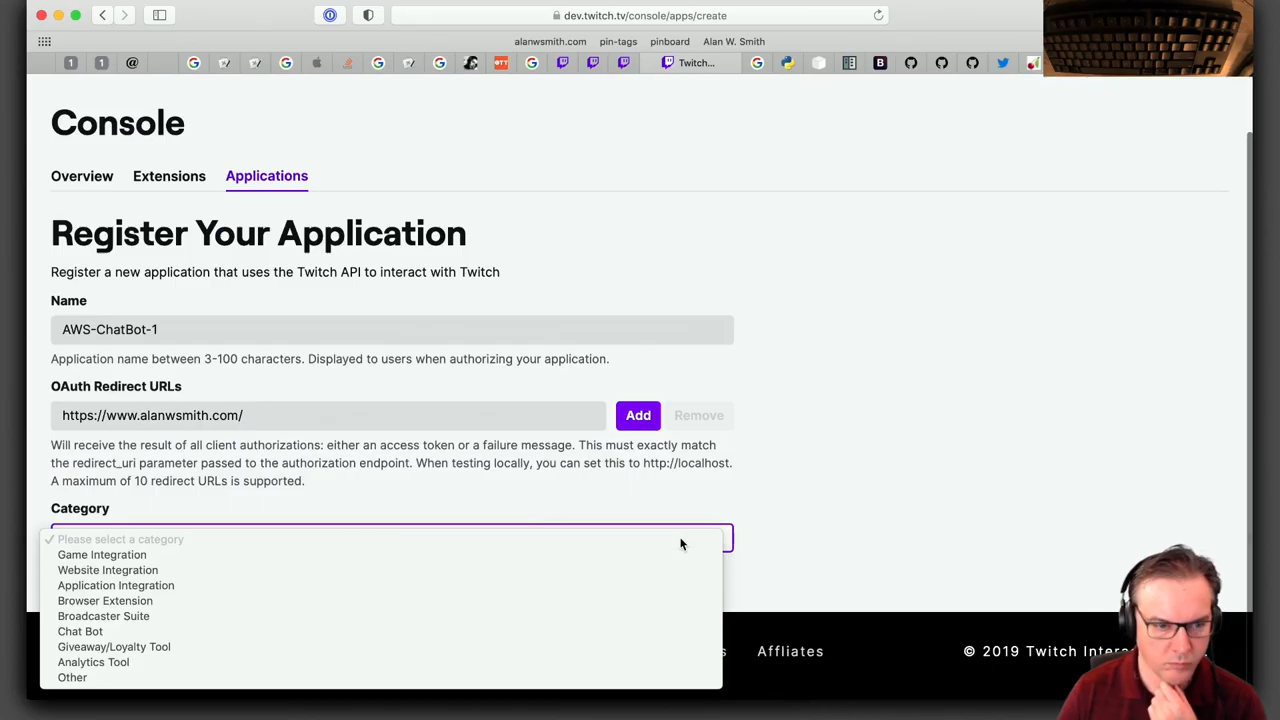 dev.twitch.tv/console/apps/create
alanwsmith.com pin-tags pinboard Alan W. Smith
Twitch...
Console
Overview Extensions Applications
Register Your Application
Register a new application that uses the Twitch API to interact with Twitch
Name
AWS-ChatBot-1
Application name between 3-100 characters. Displayed to users when authorizing your application.
OAuth Redirect URLs
https://www.alanwsmith.com/ Add Remove
Will receive the result of all client authorizations: either an access token or a failure message. This must exactly match
the redirect_uri parameter passed to the authorization endpoint. When testing locally, you can set this to http://localhost.
A maximum of 10 redirect URLs is supported.
Category
Please select a category
Game Integration
Website Integration
Application Integration
Browser Extension
Broadcaster Suite
Chat Bot
Giveaway/Loyalty Tool
Analytics Tool
Other
Affliates
© 2019 Twitch Intera